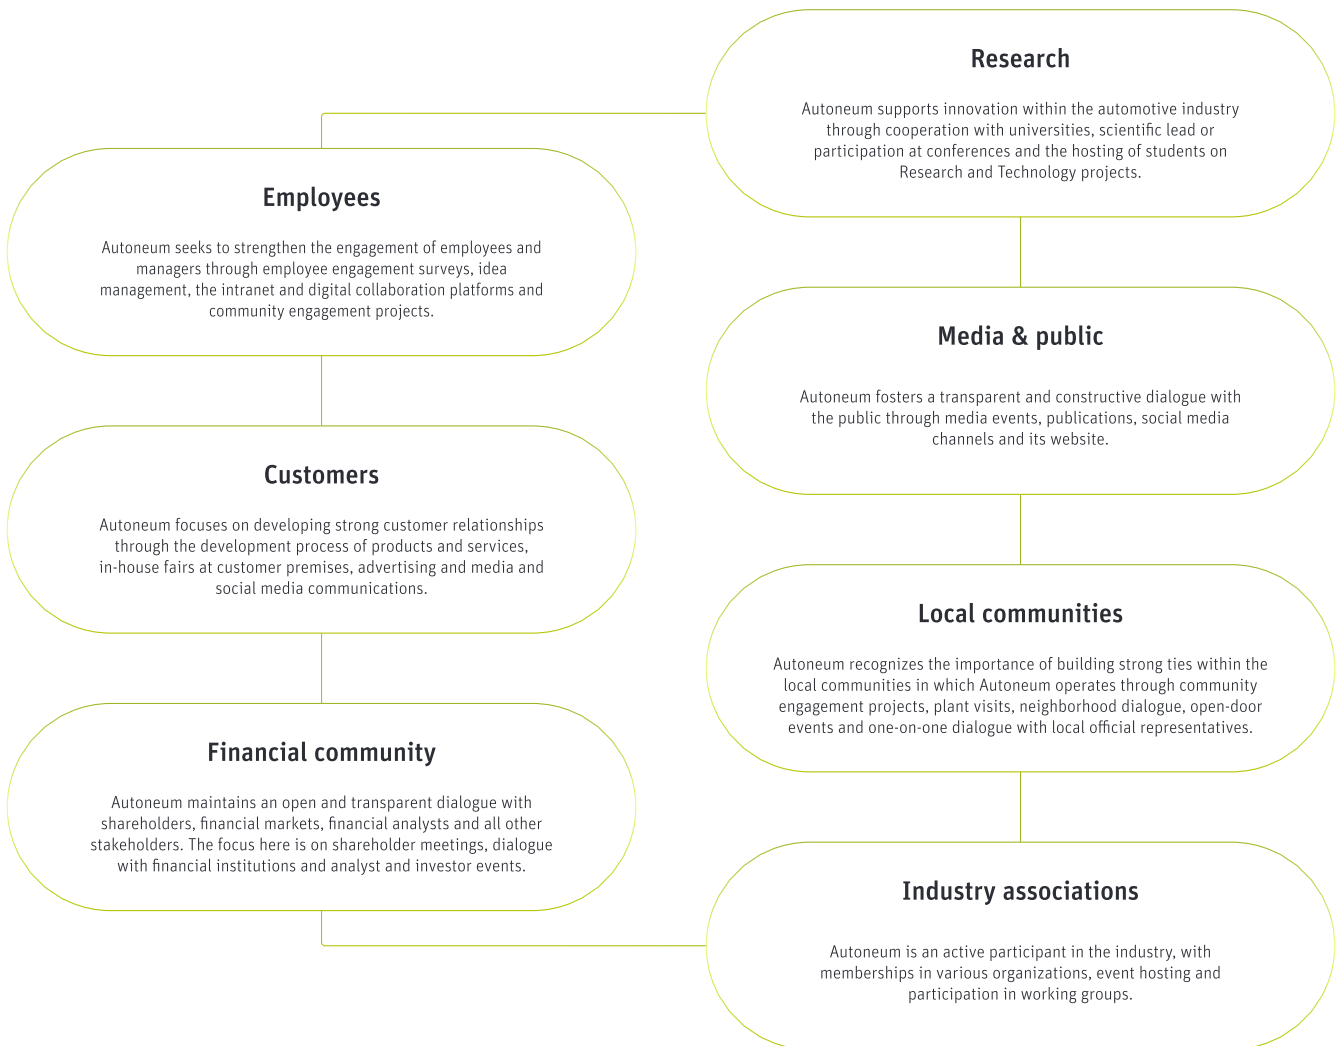 Research
Autoneum supports innovation within the automotive industry
through cooperation with universities, scientific lead or
participation at conferences and the hosting of students on
Research and Technology projects.
Employees
Autoneum seeks to strengthen the engagement of employees and
managers through employee engagement surveys, idea
management, the intranet and digital collaboration platforms and
community engagement projects.
Media & public
Autoneum fosters a transparent and constructive dialogue with
the public through media events, publications, social media
channels and its website.
Customers
Autoneum focuses on developing strong customer relationships
through the development process of products and services,
in-house fairs at customer premises, advertising and media and
social media communications.
Local communities
Autoneum recognizes the importance of building strong ties within the
local communities in which Autoneum operates through community
engagement projects, plant visits, neighborhood dialogue, open-door
events and one-on-one dialogue with local official representatives.
Financial community
Autoneum maintains an open and transparent dialogue with
shareholders, financial markets, financial analysts and all other
stakeholders. The focus here is on shareholder meetings, dialogue
with financial institutions and analyst and investor events.
Industry associations
Autoneum is an active participant in the industry, with
memberships in various organizations, event hosting and
participation in working groups.